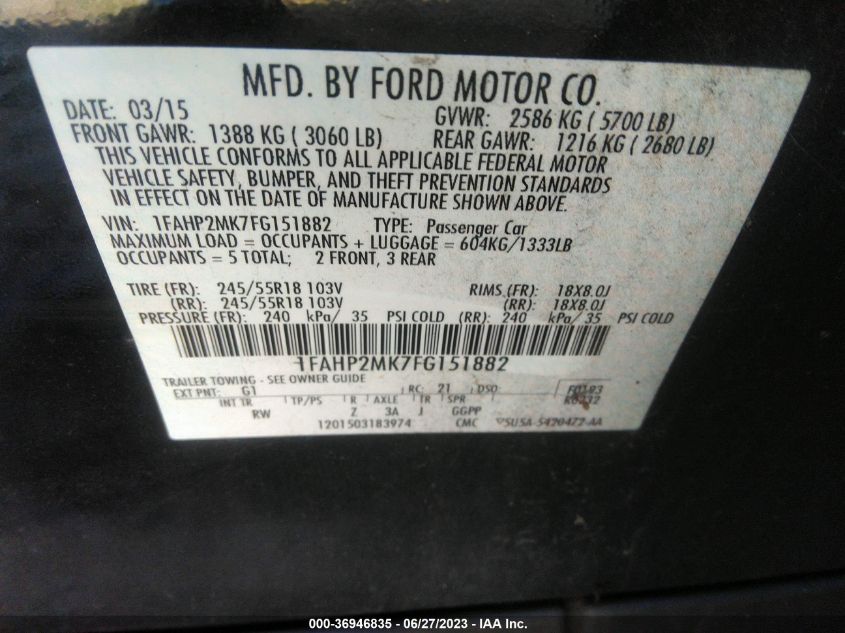 MFD. BY FORD MOTOR CO.
DATE: 03/15 GVWR: 2586 KG ( 5700 LB)
FRONT GAWR: 1388 KG ( 3060 LB) REAR GAWR: 1216 KG ( 2680 LB)
THIS VEHICLE CONFORMS TO ALL APPLICABLE FEDERAL MOTOR
VEHICLE SAFETY, BUMPER, AND THEFT PREVENTION STANDARDS
IN EFFECT ON THE DATE OF MANUFACTURE SHOWN ABOVE.
VIN: 1FAHP2MK7FG151882 TYPE: Passenger Car
MAXIMUM LOAD = OCCUPANTS + LUGGAGE = 604KG/1333LB
OCCUPANTS = 5 TOTAL; 2 FRONT, 3 REAR
TIRE (FR): 245/55R18 103V RIMS (FR): 18X8.0J
(RR): 245/55R18 103V (RR): 18X8.0J
PRESSURE (FR): 240 kPa/ 35 PSI COLD (RR): 240 kPa/ 35 PSI COLD
1FAHP2MK7FG151882
TRAILER TOWING - SEE OWNER GUIDE
EXT PNT: G1 RC: 21 DSO: F0193
INT TR TP/PS R AXLE TR SPR
RW Z 3A J GGPP
1201503183974 CMC
000-36946835 - 06/27/2023 - IAA Inc.